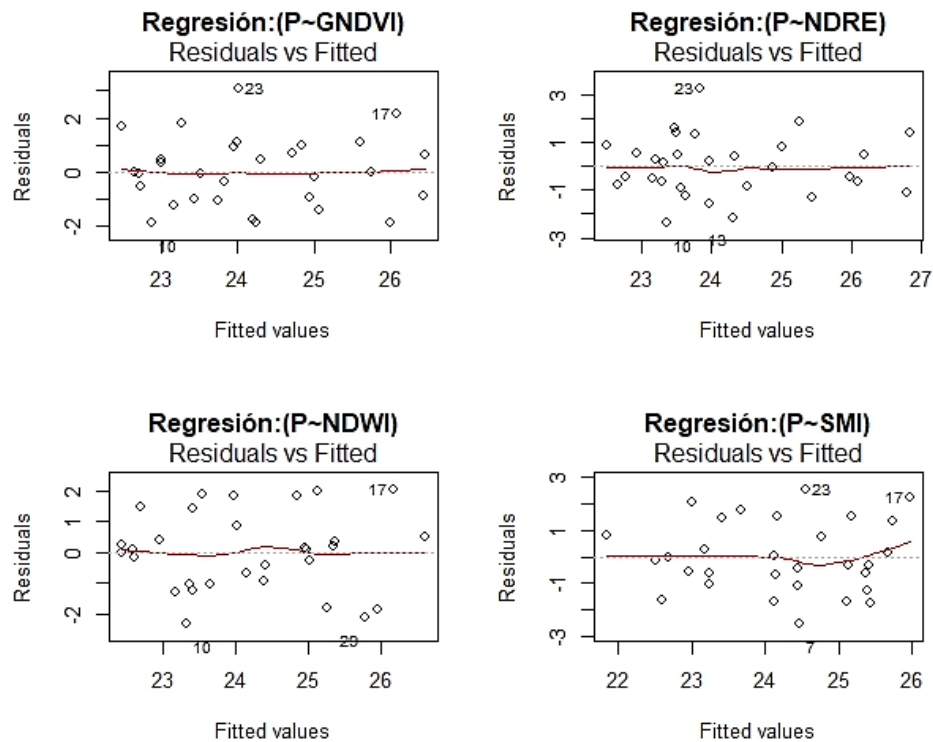 Regresión:(P~GNDVI)
Residuals vs Fitted
Residuals
2
0
-2
23
17
10
23 24 25 26
Fitted values
Regresión:(P~NDRE)
Residuals vs Fitted
Residuals
3
1
-1
-3
23
10
13
23 24 25 26 27
Fitted values
Regresión:(P~NDWI)
Residuals vs Fitted
Residuals
2
1
0
-2
17
10
23 24 25 26
Fitted values
Regresión:(P~SMI)
Residuals vs Fitted
Residuals
3
1
-1
-3
23
17
7
22 23 24 25 26
Fitted values